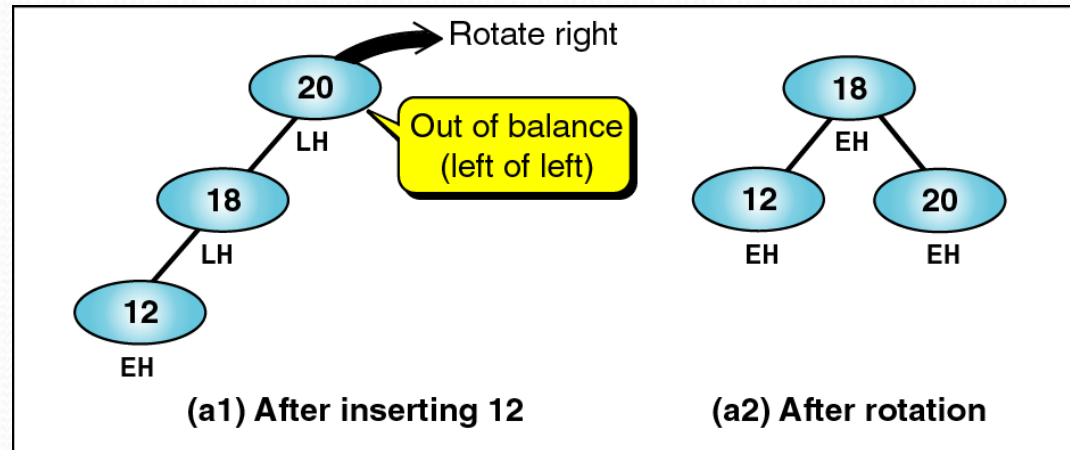 Rotate right
20
Out of balance
(left of left)
LH
18
LH
12
EH
(a1) After inserting 12
18
EH
12
20
EH
EH
(a2) After rotation